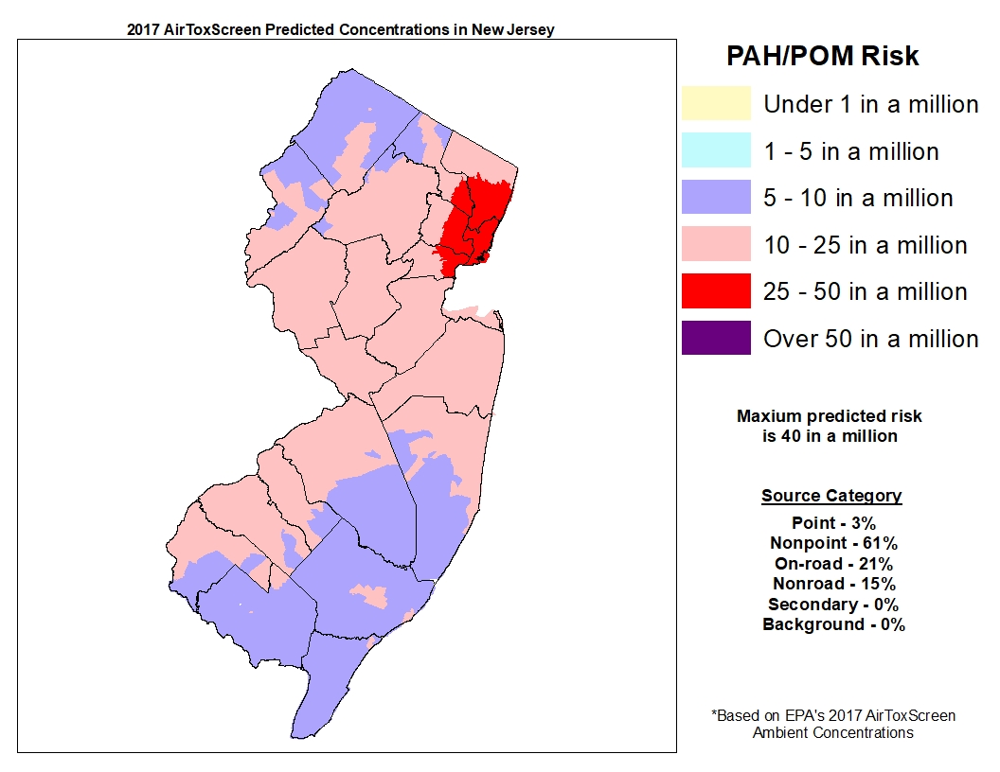 2017 AirToxScreen Predicted Concentrations in New Jersey
PAH/POM Risk
Under 1 in a million
1 - 5 in a million
5 - 10 in a million
10 - 25 in a million
25 - 50 in a million
Over 50 in a million
Maxium predicted risk
is 40 in a million
Source Category
Point - 3%
Nonpoint - 61%
On-road - 21%
Nonroad - 15%
Secondary - 0%
Background - 0%
*Based on EPA's 2017 AirToxScreen
Ambient Concentrations